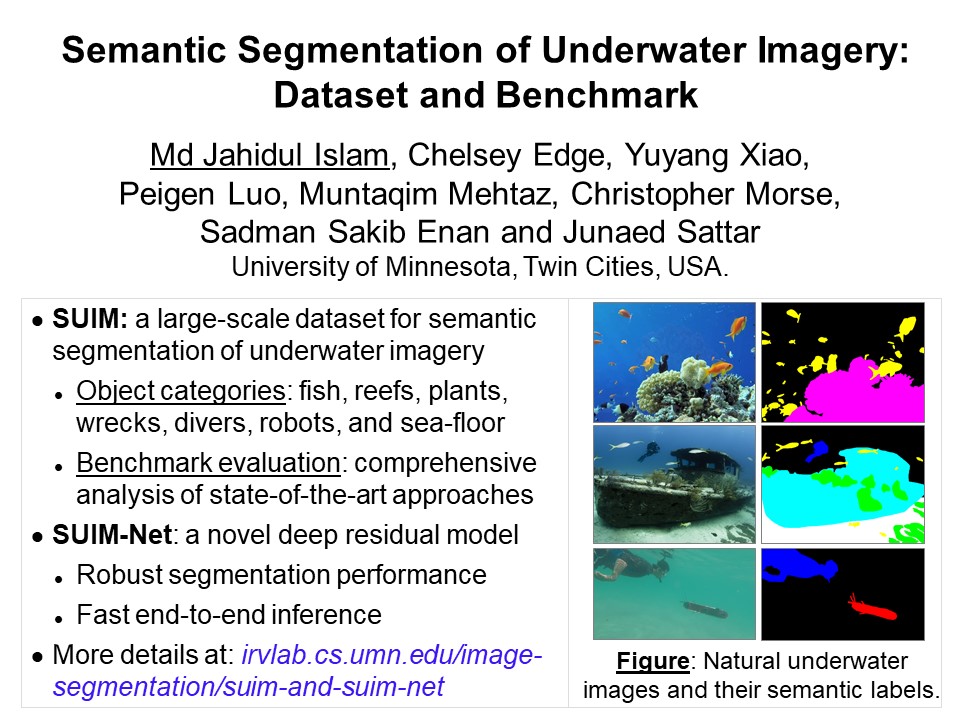 Semantic Segmentation of Underwater Imagery:
Dataset and Benchmark
Md Jahidul Islam, Chelsey Edge, Yuyang Xiao,
Peigen Luo, Muntaqim Mehtaz, Christopher Morse,
Sadman Sakib Enan and Junaed Sattar
University of Minnesota, Twin Cities, USA.
● SUIM: a large-scale dataset for semantic
segmentation of underwater imagery
● Object categories: fish, reefs, plants,
wrecks, divers, robots, and sea-floor
● Benchmark evaluation: comprehensive
analysis of state-of-the-art approaches
● SUIM-Net: a novel deep residual model
● Robust segmentation performance
● Fast end-to-end inference
● More details at: irvlab.cs.umn.edu/image-
segmentation/suim-and-suim-net
Figure: Natural underwater
images and their semantic labels.